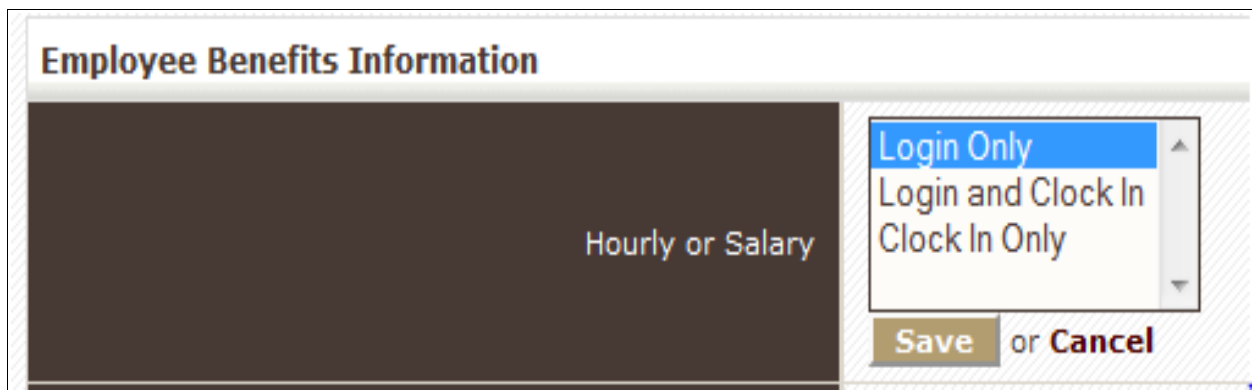 Employee Benefits Information
Login Only
Login and Clock In
Hourly or Salary
Clock In Only
Save or Cancel